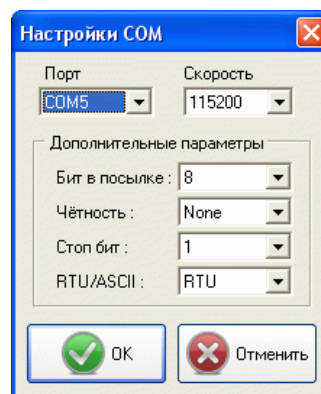 Настройки COM
Порт Скорость
COM5 115200
Дополнительные параметры
Бит в посылке : 8
Чётность : None
Стоп бит : 1
RTU/ASCII : RTU
OK Отменить